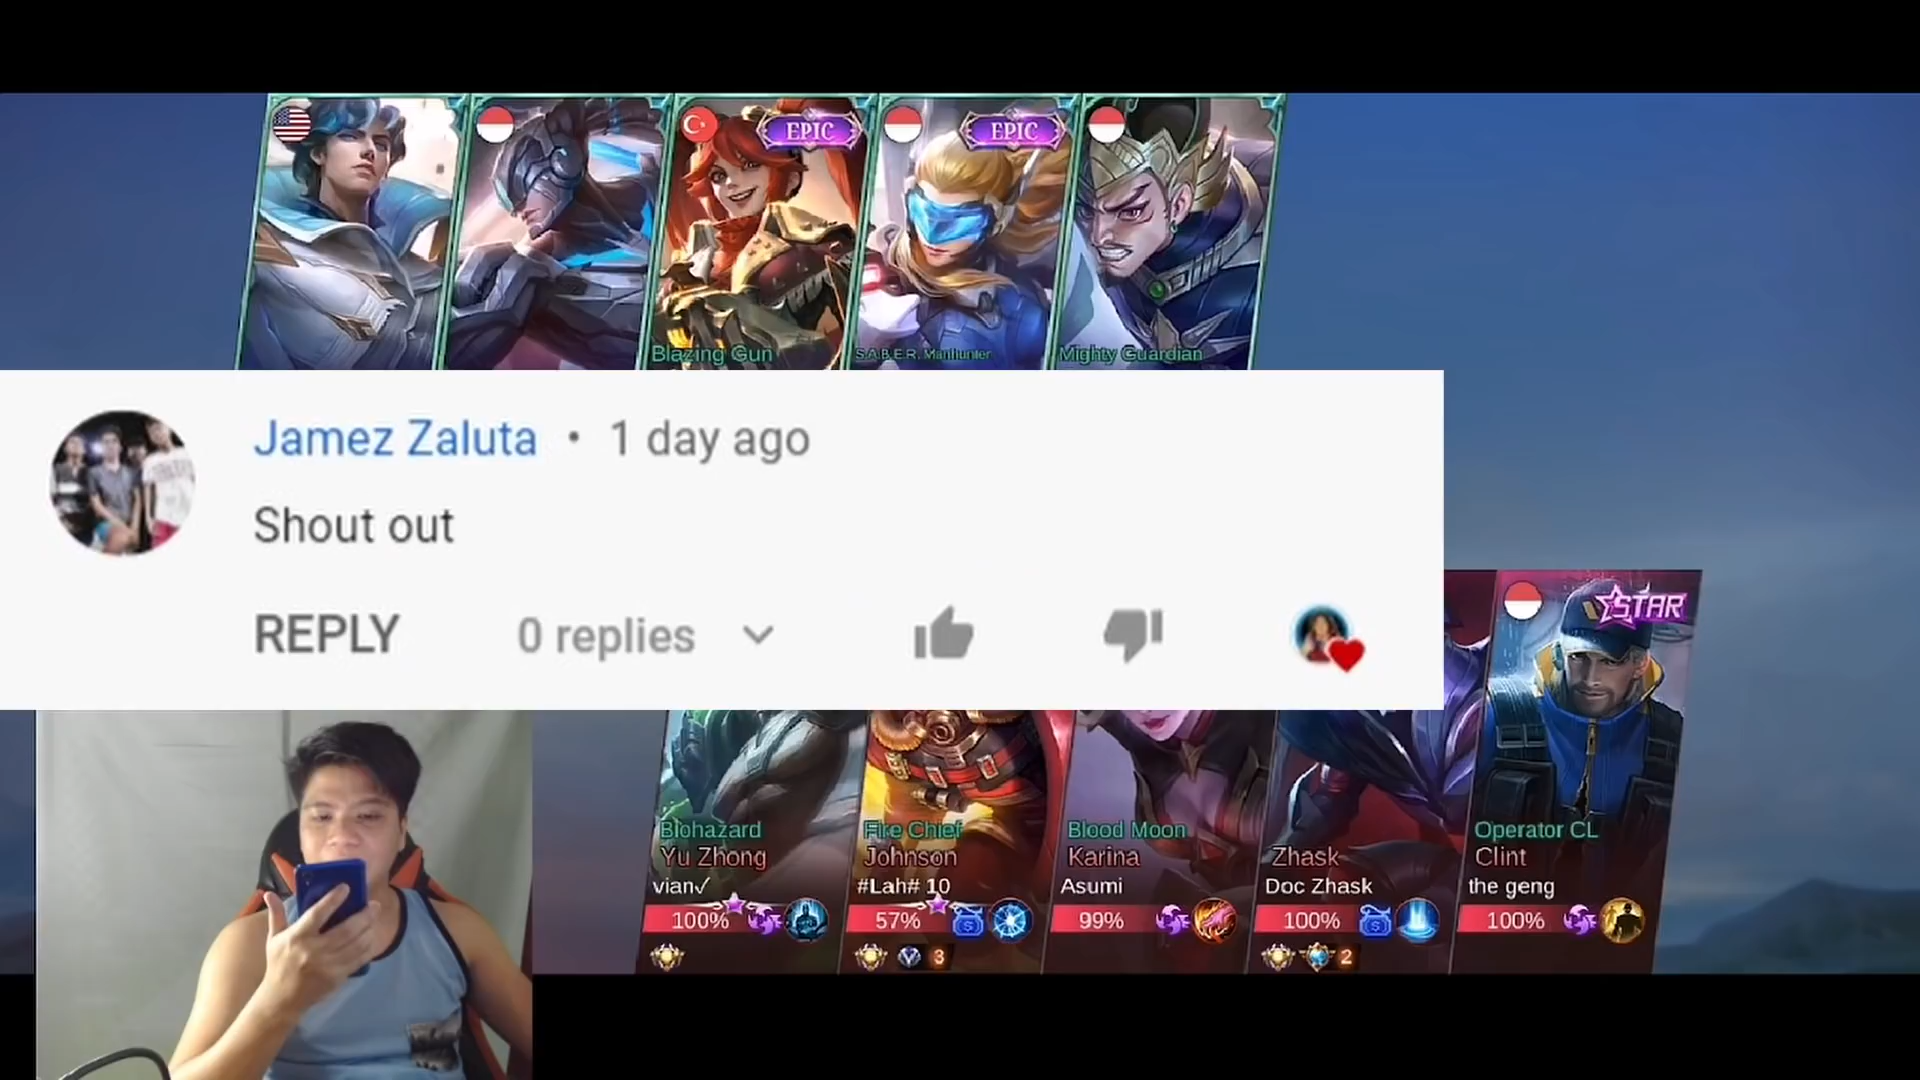 EPIC
EPIC
Blazing Gun
S.A.B.E.R. Manhunter
Mighty Guardian
Jamez Zaluta • 1 day ago
Shout out
REPLY
0 replies
STAR
Biohazard
Yu Zhong
vian✓
100%
Fire Chief
Johnson
#Lah# 10
57%
3
Blood Moon
Karina
Asumi
99%
Zhask
Doc Zhask
100%
2
Operator CL
Clint
the geng
100%